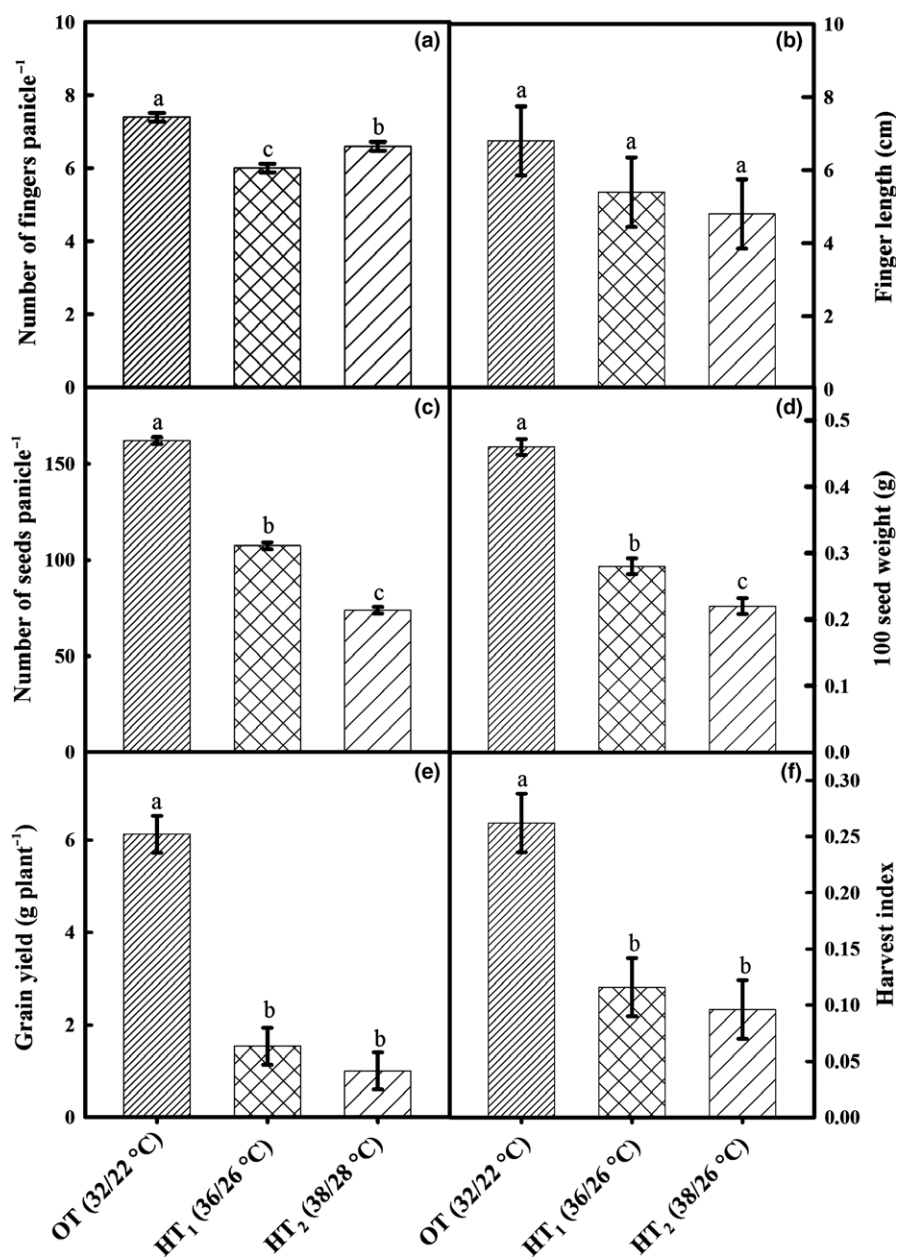 (a)
Number of fingers panicle⁻¹
10
8
6
4
2
0
a
c
b
(b)
Finger length (cm)
10
8
6
4
2
0
a
a
a
(c)
Number of seeds panicle⁻¹
150
100
50
0
a
b
c
(d)
100 seed weight (g)
0.5
0.4
0.3
0.2
0.1
0.0
a
b
c
(e)
Grain yield (g plant⁻¹)
6
4
2
0
a
b
b
(f)
Harvest index
0.30
0.25
0.20
0.15
0.10
0.05
0.00
a
b
b
OT (32/22 °C)
HT₁ (36/26 °C)
HT₂ (38/28 °C)
OT (32/22 °C)
HT₁ (36/26 °C)
HT₂ (38/26 °C)